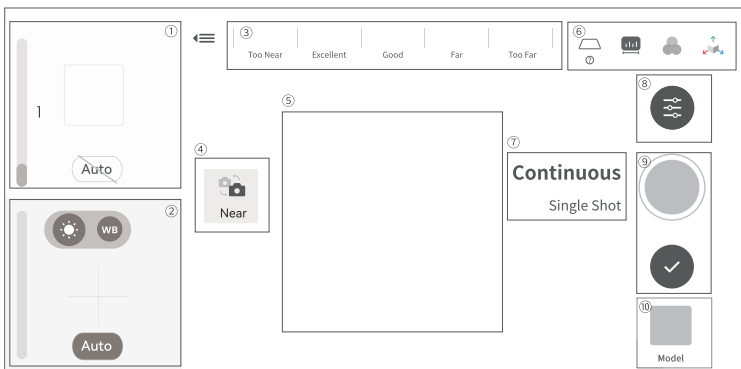 ①
③
Too Near Excellent Good Far Too Far
⑥
?
1
Auto
②
WB
Auto
④
Near
⑤
⑦
Continuous
Single Shot
⑧
⑨
⑩
Model